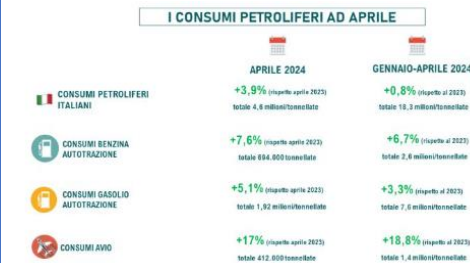 I CONSUMI PETROLIFERI AD APRILE
APRILE 2024
GENNAIO-APRILE 2024
CONSUMI PETROLIFERI ITALIANI
+3,9% (rispetto aprile 2023)
totale 4,6 milioni/tonnellate
+0,8% (rispetto al 2023)
totale 18,3 milioni/tonnellate
CONSUMI BENZINA AUTOTRAZIONE
+7,6% (rispetto aprile 2023)
totale 694.000 tonnellate
+6,7% (rispetto al 2023)
totale 2,6 milioni/tonnellate
CONSUMI GASOLIO AUTOTRAZIONE
+5,1% (rispetto aprile 2023)
totale 1,92 milioni/tonnellate
+3,3% (rispetto al 2023)
totale 7,6 milioni/tonnellate
CONSUMI AVIO
+17% (rispetto aprile 2023)
totale 412.000 tonnellate
+18,8% (rispetto al 2023)
totale 1,4 milioni/tonnellate